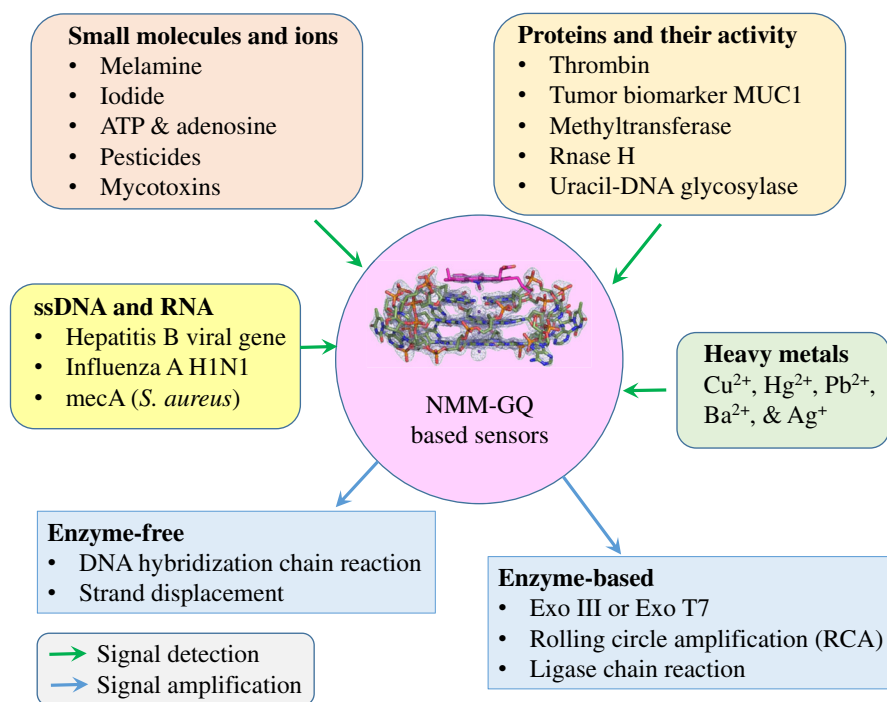 Small molecules and ions
• Melamine
• Iodide
• ATP & adenosine
• Pesticides
• Mycotoxins
Proteins and their activity
• Thrombin
• Tumor biomarker MUC1
• Methyltransferase
• Rnase H
• Uracil-DNA glycosylase
ssDNA and RNA
• Hepatitis B viral gene
• Influenza A H1N1
• mecA (S. aureus)
NMM-GQ
based sensors
Heavy metals
Cu²⁺, Hg²⁺, Pb²⁺,
Ba²⁺, & Ag⁺
Enzyme-free
• DNA hybridization chain reaction
• Strand displacement
Enzyme-based
• Exo III or Exo T7
• Rolling circle amplification (RCA)
• Ligase chain reaction
Signal detection
Signal amplification